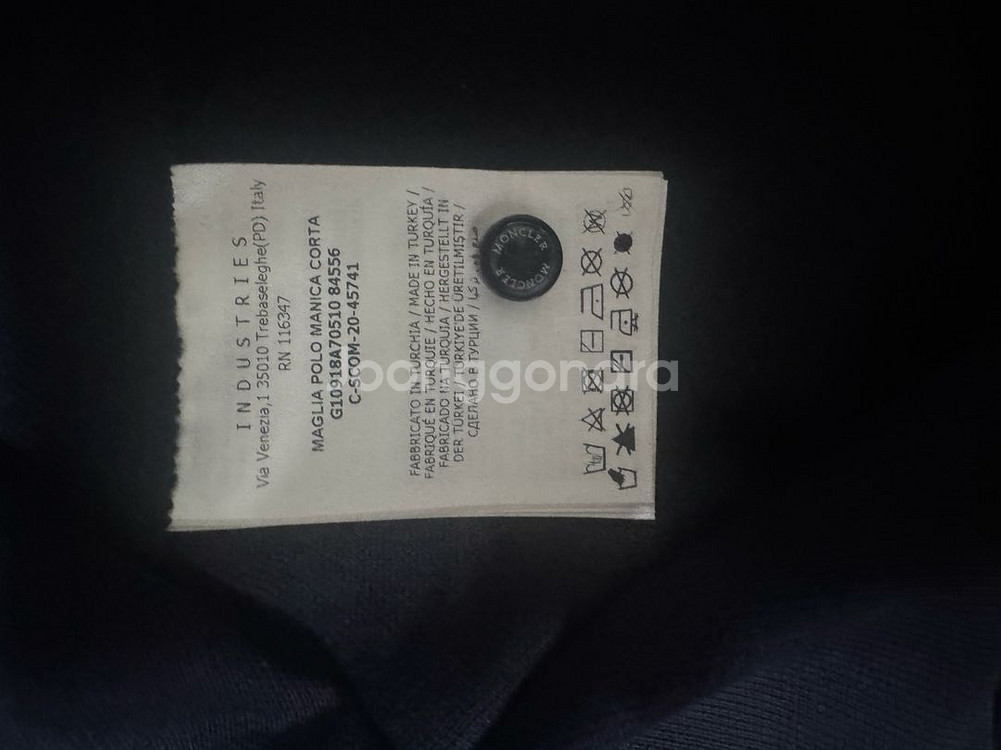 INDUSTRIES
Via Venezia,1 35010 Trebaseleghe(PD) Italy
RN 116347
MAGLIA POLO MANICA CORTA
G10918A70510 84556
C-SCOM-20-45741
FABBRICATO IN TURCHIA / MADE IN TURKEY /
FABRIQUÉ EN TURQUIE / HECHO EN TURQUÍA /
FABRICADO NA TURQUIA / HERGESTELLT IN
DER TÜRKEI / TÜRKIYE'DE ÜRETILMIŞTIR /
СДЕЛАНО В ТУРЦИИ /
MONCLER MONCLER